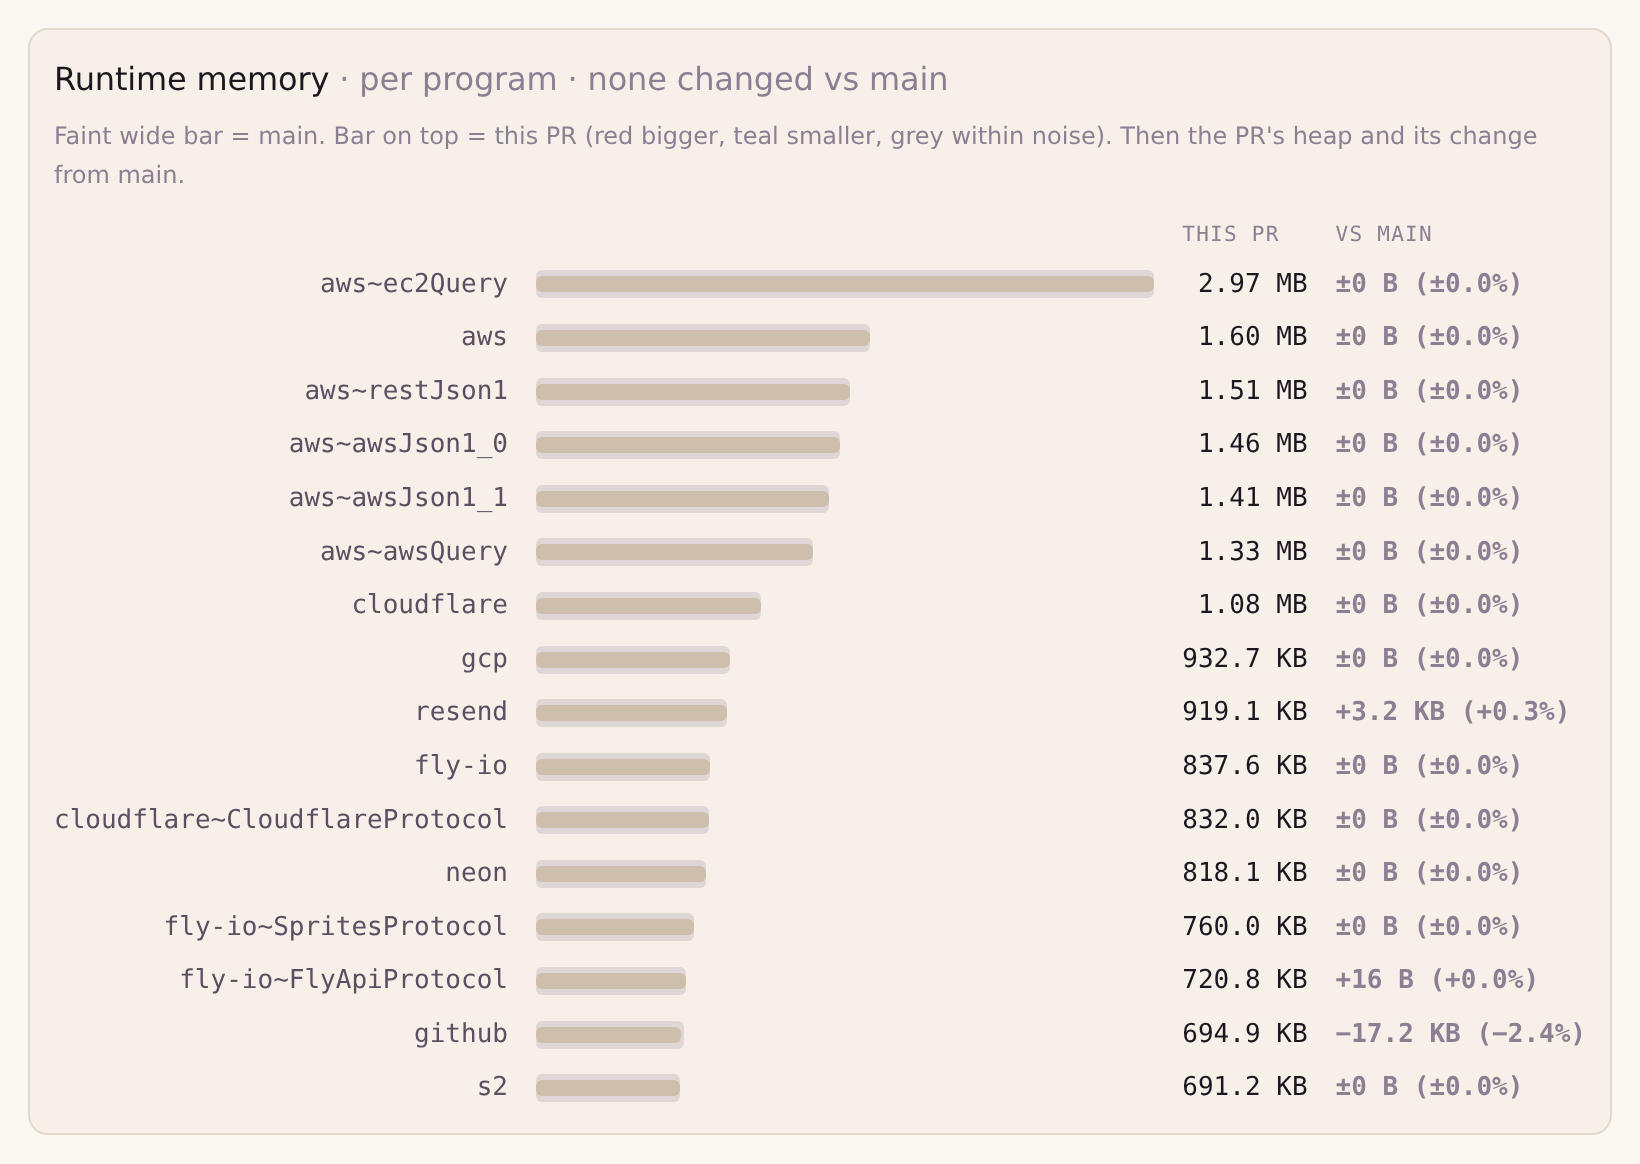 Runtime memory · per program · none changed vs main
Faint wide bar = main. Bar on top = this PR (red bigger, teal smaller, grey within noise). Then the PR's heap and its change
from main.
THIS PR VS MAIN
aws~ec2Query 2.97 MB ±0 B (±0.0%)
aws 1.60 MB ±0 B (±0.0%)
aws~restJson1 1.51 MB ±0 B (±0.0%)
aws~awsJson1_0 1.46 MB ±0 B (±0.0%)
aws~awsJson1_1 1.41 MB ±0 B (±0.0%)
aws~awsQuery 1.33 MB ±0 B (±0.0%)
cloudflare 1.08 MB ±0 B (±0.0%)
gcp 932.7 KB ±0 B (±0.0%)
resend 919.1 KB +3.2 KB (+0.3%)
fly-io 837.6 KB ±0 B (±0.0%)
cloudflare~CloudflareProtocol 832.0 KB ±0 B (±0.0%)
neon 818.1 KB ±0 B (±0.0%)
fly-io~SpritesProtocol 760.0 KB ±0 B (±0.0%)
fly-io~FlyApiProtocol 720.8 KB +16 B (+0.0%)
github 694.9 KB −17.2 KB (−2.4%)
s2 691.2 KB ±0 B (±0.0%)